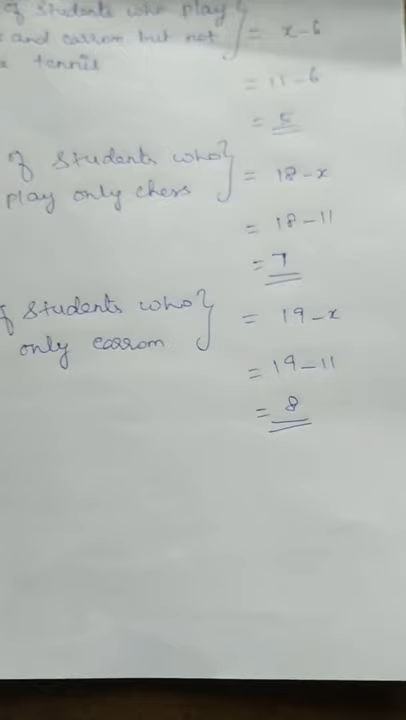 of students who play } = x-6
and carrom but not
tennis
= 11-6
= 5
of students who } = 18-x
play only chess
= 18-11
= 7
of students who } = 19-x
only carrom
= 19-11
= 8